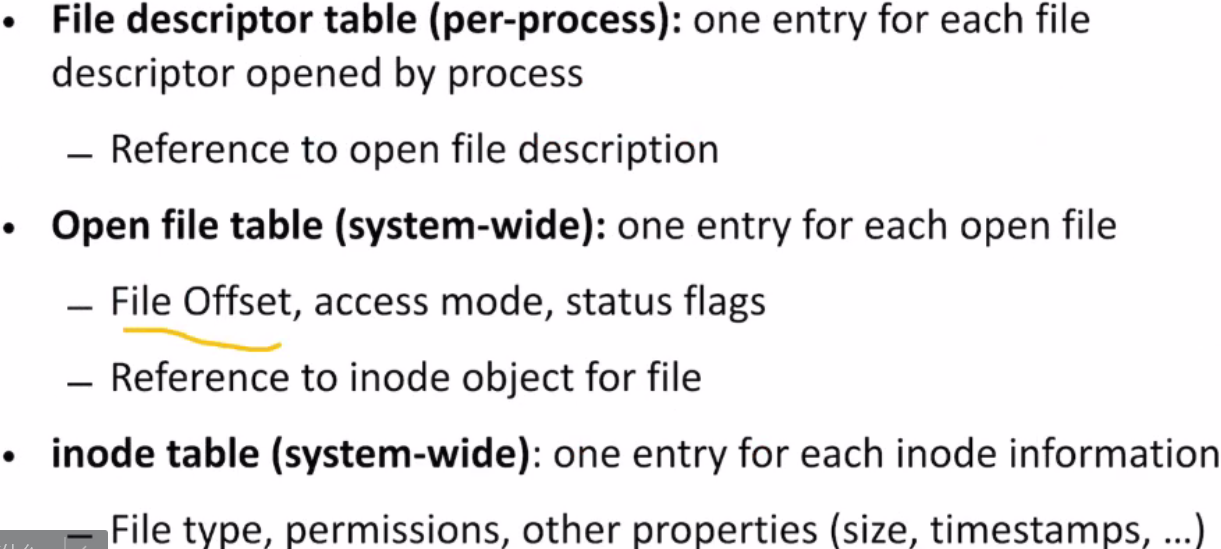 • File descriptor table (per-process): one entry for each file
descriptor opened by process
– Reference to open file description
• Open file table (system-wide): one entry for each open file
– File Offset, access mode, status flags
– Reference to inode object for file
• inode table (system-wide): one entry for each inode information
– File type, permissions, other properties (size, timestamps, ...)